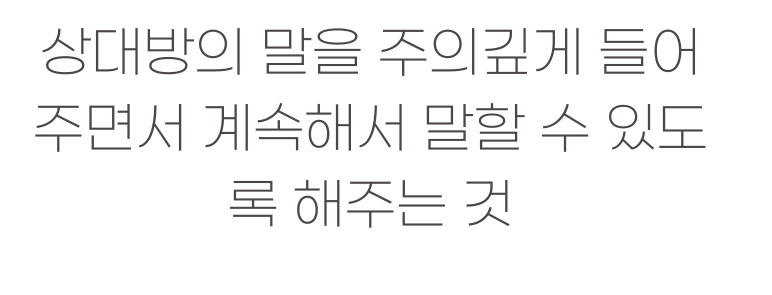 상대방의 말을 주의깊게 들어
주면서 계속해서 말할 수 있도
록 해주는 것